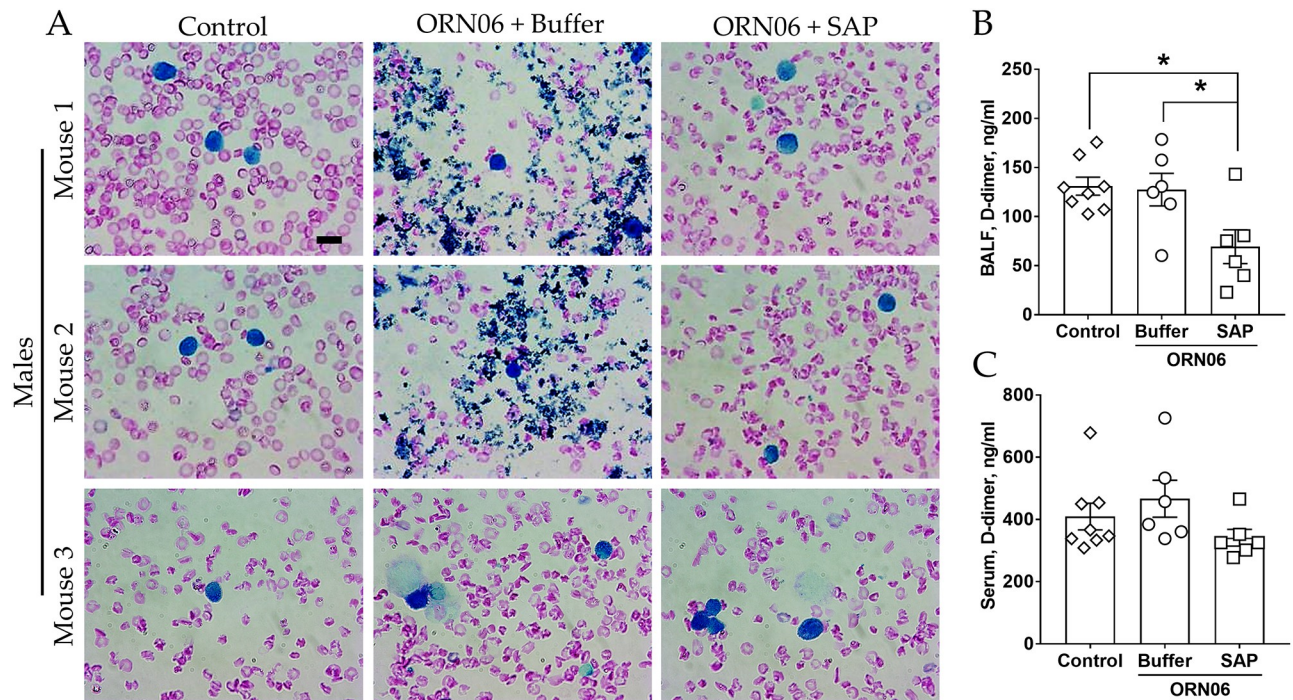 A
Control
ORN06 + Buffer
ORN06 + SAP
Males
Mouse 1
Mouse 2
Mouse 3
B
BALF, D-dimer, ng/ml
250
200
150
100
50
0
*
*
Control
Buffer
SAP
ORN06
C
Serum, D-dimer, ng/ml
800
600
400
200
0
Control
Buffer
SAP
ORN06